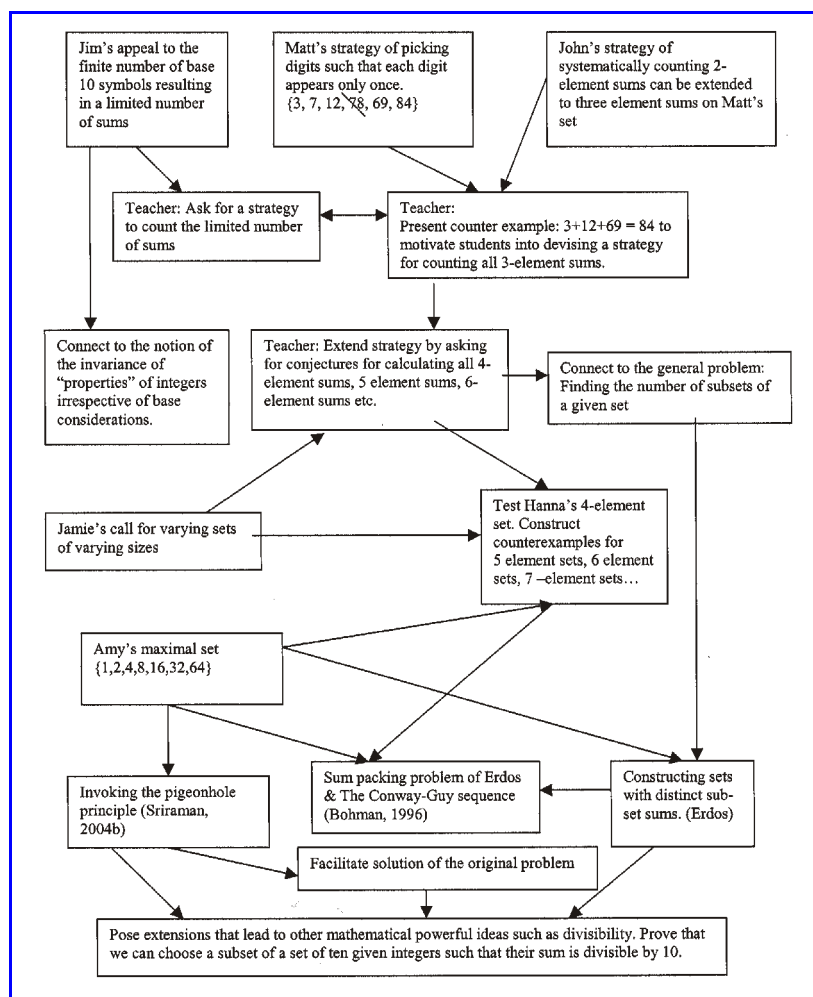 Jim's appeal to the
finite number of base
10 symbols resulting
in a limited number
of sums
Matt's strategy of picking
digits such that each digit
appears only once.
{3, 7, 12, 78, 69, 84}
John's strategy of
systematically counting 2-
element sums can be extended
to three element sums on Matt's
set
Teacher: Ask for a strategy
to count the limited number
of sums
Teacher:
Present counter example: 3+12+69 = 84 to
motivate students into devising a strategy
for counting all 3-element sums.
Connect to the notion of
the invariance of
"properties" of integers
irrespective of base
considerations.
Teacher: Extend strategy by asking
for conjectures for calculating all 4-
element sums, 5 element sums, 6-
element sums etc.
Connect to the general problem:
Finding the number of subsets of
a given set
Jamie's call for varying sets
of varying sizes
Test Hanna's 4-element
set. Construct
counterexamples for
5 element sets, 6 element
sets, 7 –element sets…
Amy's maximal set
{1,2,4,8,16,32,64}
Invoking the pigeonhole
principle (Sriraman,
2004b)
Sum packing problem of Erdos
& The Conway-Guy sequence
(Bohman, 1996)
Constructing sets
with distinct sub-
set sums. (Erdos)
Facilitate solution of the original problem
Pose extensions that lead to other mathematical powerful ideas such as divisibility. Prove that
we can choose a subset of a set of ten given integers such that their sum is divisible by 10.